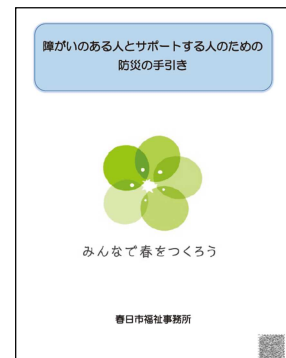 障がいのある人とサポートする人のための
防災の手引き
みんなで春をつくろう
春日市福祉事務所